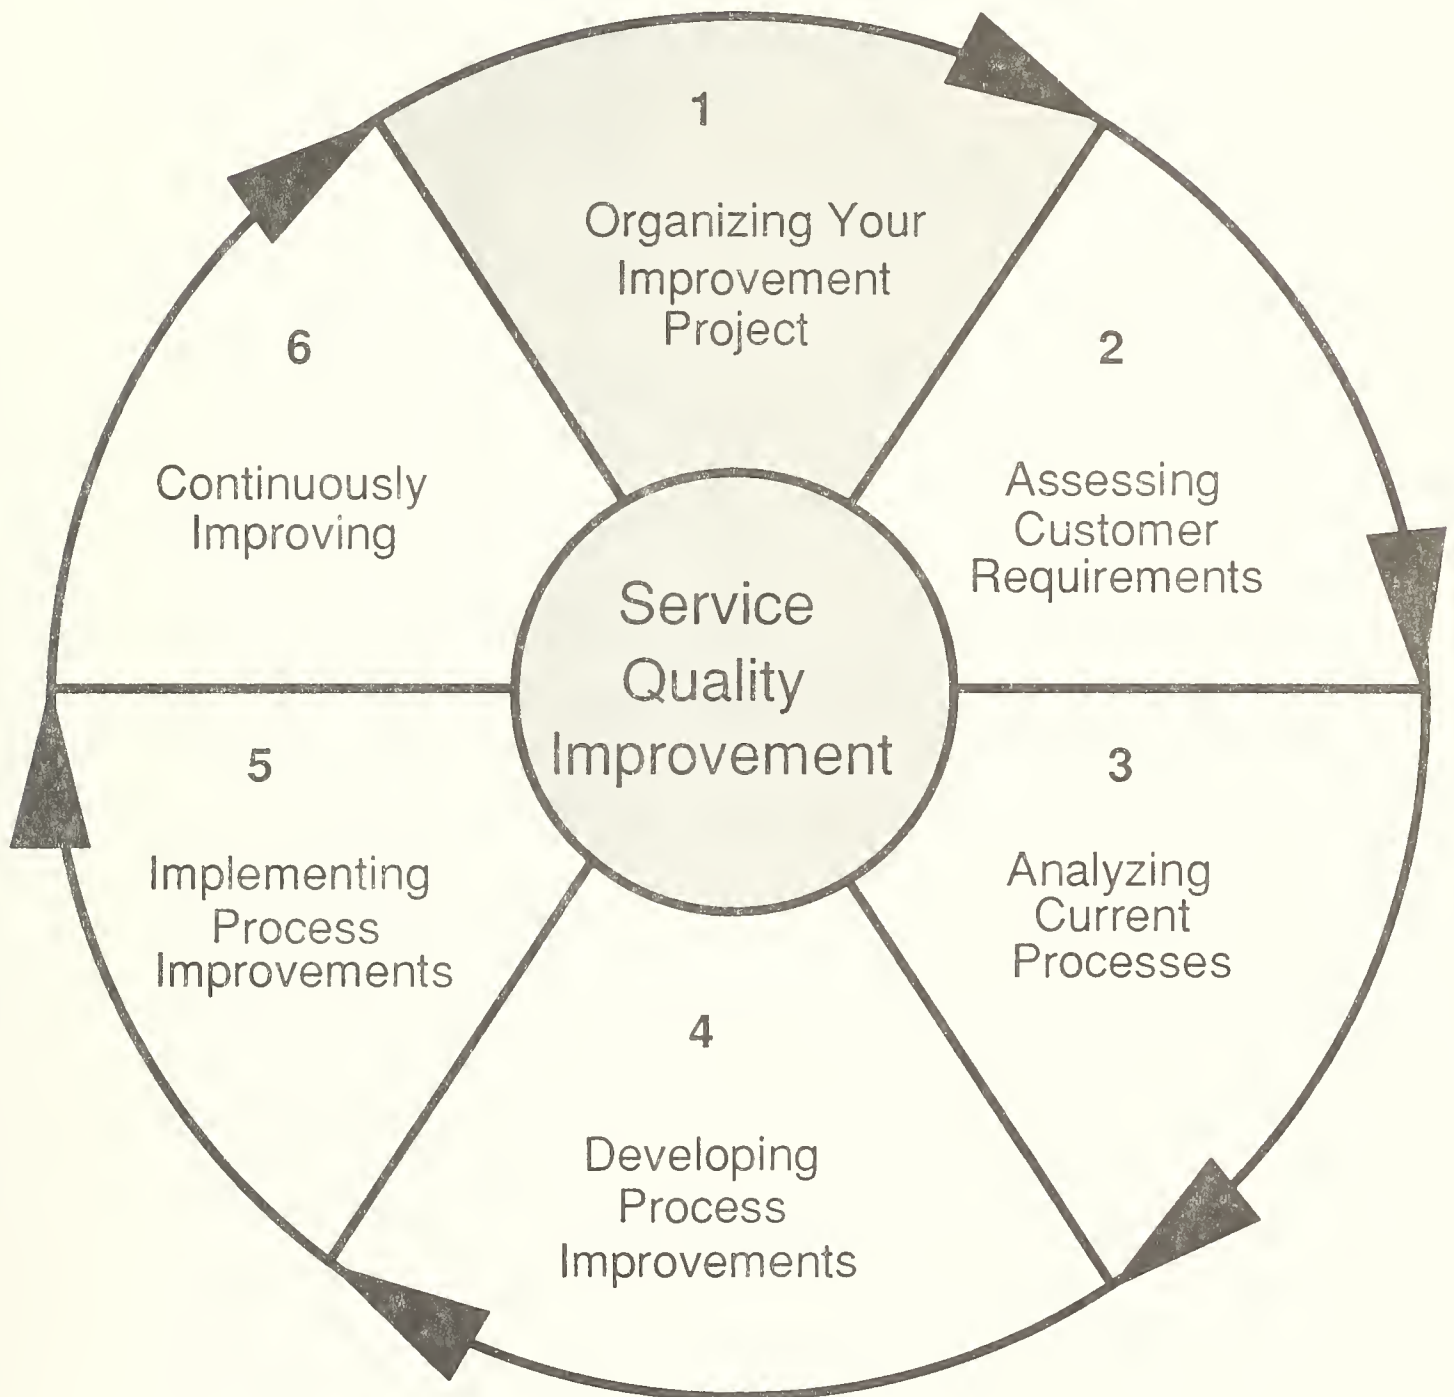 1
Organizing Your
Improvement
Project
2
Assessing
Customer
Requirements
3
Analyzing
Current
Processes
4
Developing
Process
Improvements
5
Implementing
Process
Improvements
6
Continuously
Improving
Service
Quality
Improvement